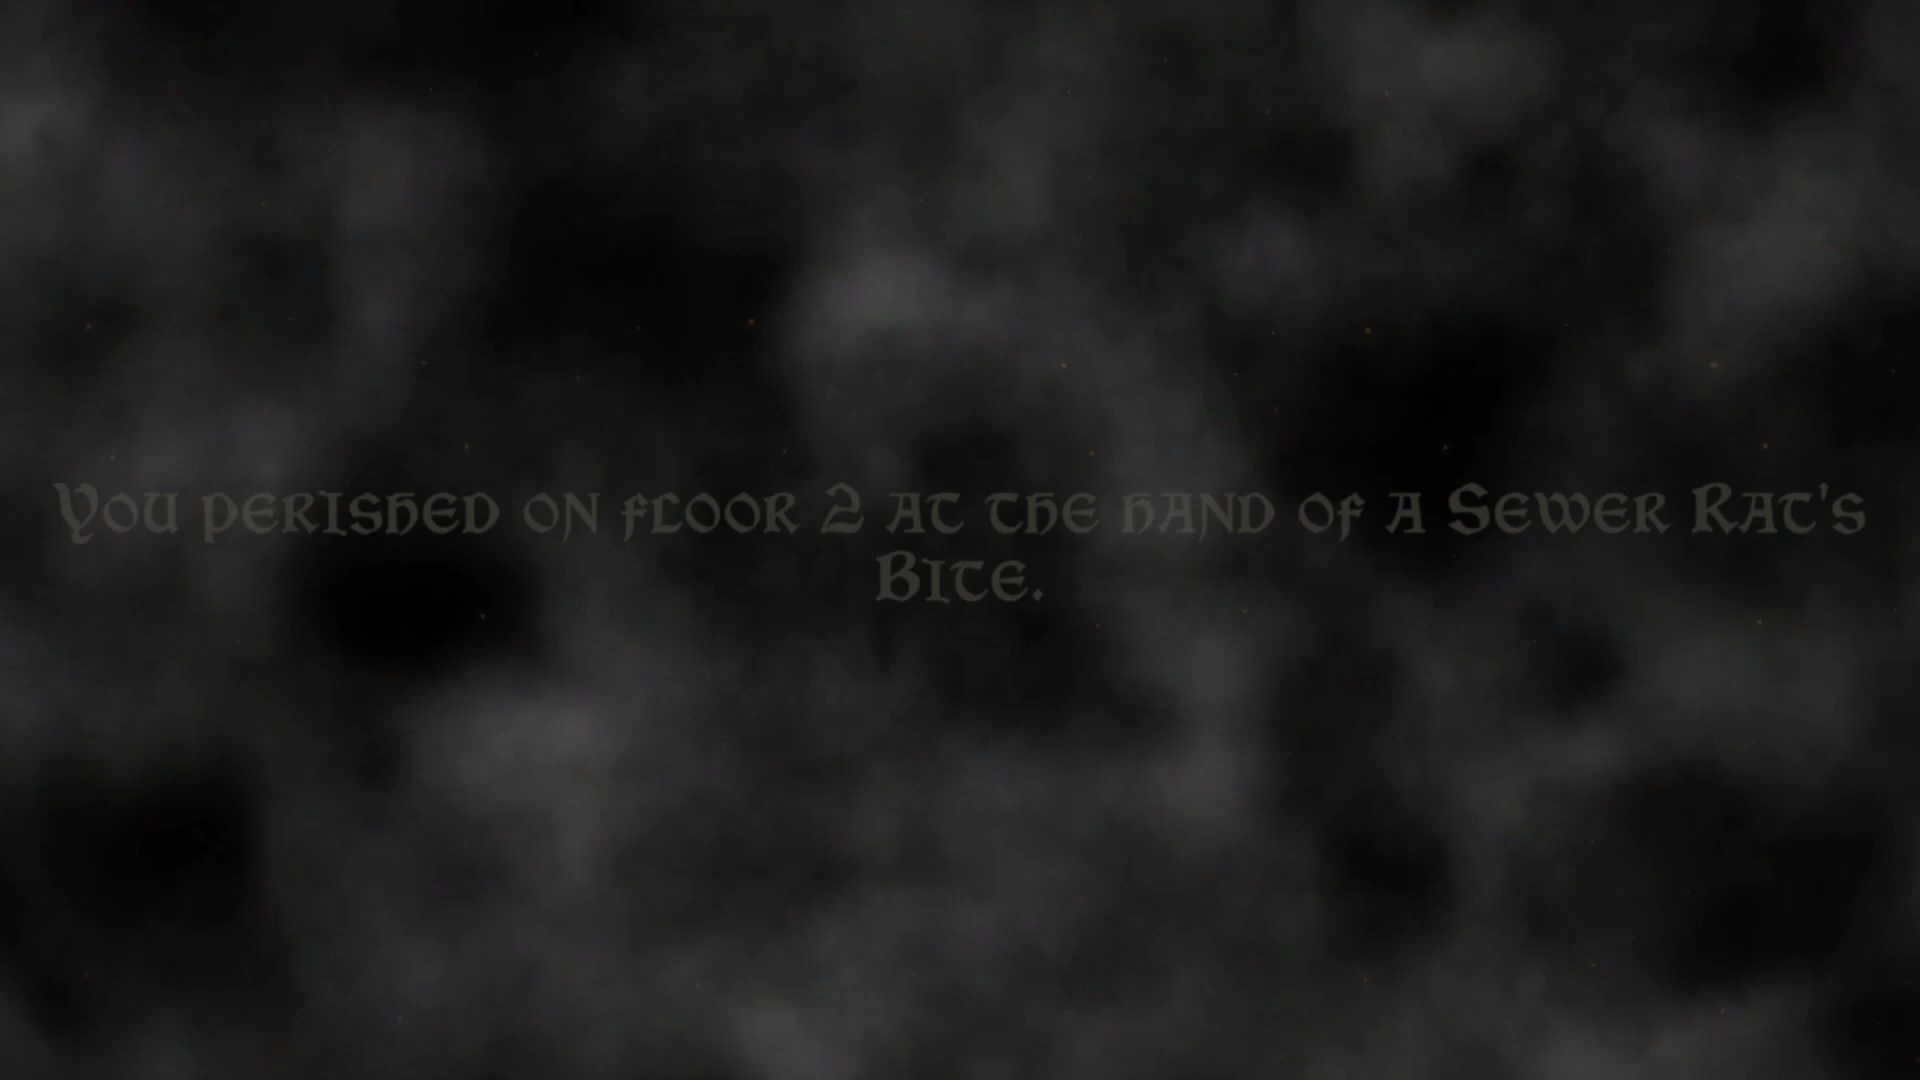 You perished on floor 2 at the hand of a Sewer Rat's
Bite.